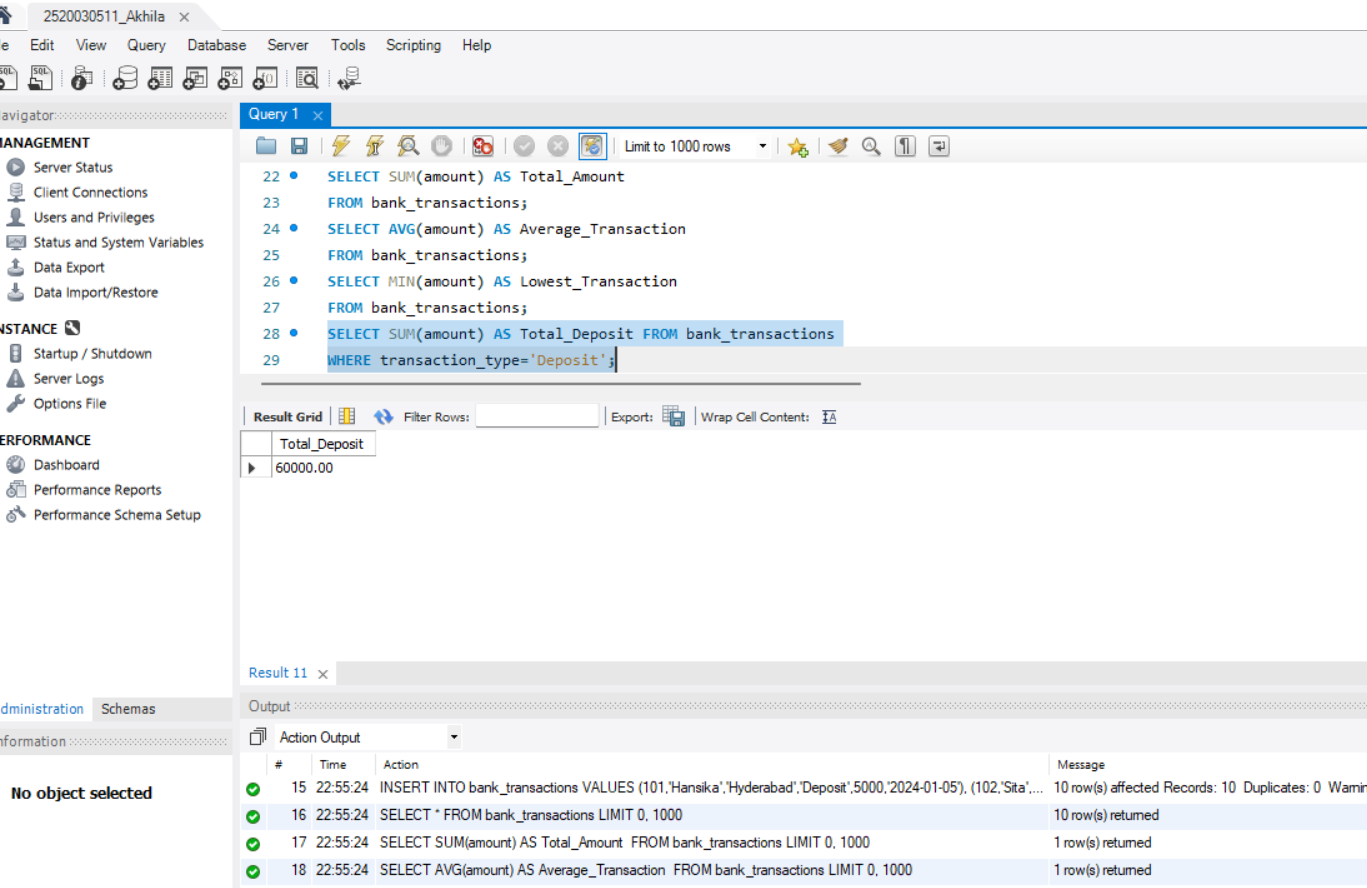 2520030511_Akhila ×
Edit View Query Database Server Tools Scripting Help
Query 1 ×
Limit to 1000 rows
Server Status
Client Connections
Users and Privileges
Status and System Variables
Data Export
Data Import/Restore
Startup / Shutdown
Server Logs
Options File
Dashboard
Performance Reports
Performance Schema Setup
22 SELECT SUM(amount) AS Total_Amount
23 FROM bank_transactions;
24 SELECT AVG(amount) AS Average_Transaction
25 FROM bank_transactions;
26 SELECT MIN(amount) AS Lowest_Transaction
27 FROM bank_transactions;
28 SELECT SUM(amount) AS Total_Deposit FROM bank_transactions
29 WHERE transaction_type='Deposit';
Result Grid Filter Rows: Export: Wrap Cell Content:
Total_Deposit
60000.00
Result 11 ×
Schemas
No object selected
Output
Action Output
# Time Action Message
15 22:55:24 INSERT INTO bank_transactions VALUES (101,'Hansika','Hyderabad','Deposit',5000,'2024-01-05'), (102,'Sita',... 10 row(s) affected Records: 10 Duplicates: 0
16 22:55:24 SELECT * FROM bank_transactions LIMIT 0, 1000 10 row(s) returned
17 22:55:24 SELECT SUM(amount) AS Total_Amount FROM bank_transactions LIMIT 0, 1000 1 row(s) returned
18 22:55:24 SELECT AVG(amount) AS Average_Transaction FROM bank_transactions LIMIT 0, 1000 1 row(s) returned